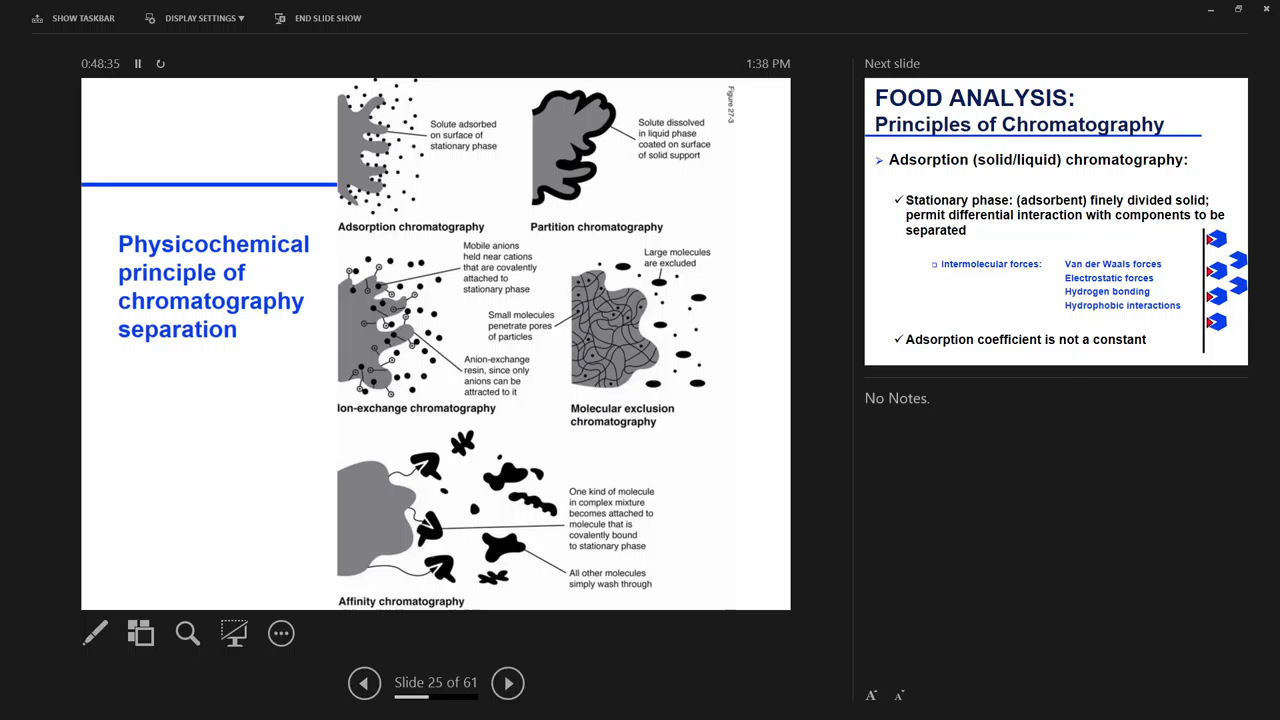 SHOW TASKBAR
DISPLAY SETTINGS ▼
END SLIDE SHOW
0:48:35
1:38 PM
Physicochemical
principle of
chromatography
separation
Figure 27-3
Solute adsorbed
on surface of
stationary phase
Adsorption chromatography
Solute dissolved
in liquid phase
coated on surface
of solid support
Partition chromatography
Mobile anions
held near cations
that are covalently
attached to
stationary phase
Anion-exchange
resin, since only
anions can be
attracted to it
Ion-exchange chromatography
Large molecules
are excluded
Small molecules
penetrate pores
of particles
Molecular exclusion
chromatography
One kind of molecule
in complex mixture
becomes attached to
molecule that is
covalently bound
to stationary phase
All other molecules
simply wash through
Affinity chromatography
Slide 25 of 61
Next slide
FOOD ANALYSIS:
Principles of Chromatography
➢ Adsorption (solid/liquid) chromatography:
✓ Stationary phase: (adsorbent) finely divided solid;
permit differential interaction with components to be
separated
❑ Intermolecular forces: Van der Waals forces
Electrostatic forces
Hydrogen bonding
Hydrophobic interactions
✓ Adsorption coefficient is not a constant
No Notes.
A A